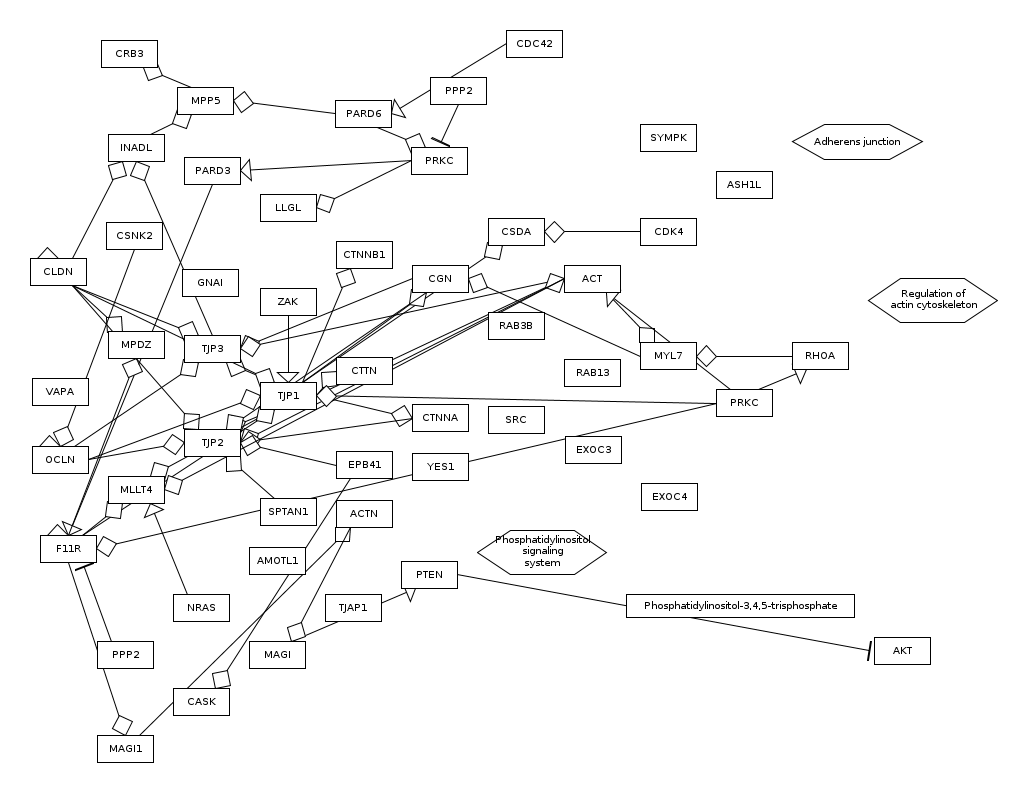 CDC42
CRB3
PPP2
MPP5
PARD6
SYMPK
Adherens junction
INADL
PRKC
PARD3
ASH1L
LLGL
CSDA
CDK4
CSNK2
CTNNB1
CLDN
GNAI
CGN
ACT
ZAK
Regulation of
actin cytoskeleton
RAB3B
MPDZ
TJP3
MYL7
RHOA
CTTN
RAB13
VAPA
TJP1
PRKC
CTNNA
SRC
TJP2
EXOC3
OCLN
EPB41
YES1
MLLT4
EXOC4
SPTAN1
ACTN
F11R
Phosphatidylinositol
signaling
system
AMOTL1
PTEN
NRAS
TJAP1
Phosphatidylinositol-3,4,5-trisphosphate
PPP2
MAGI
AKT
CASK
MAGI1